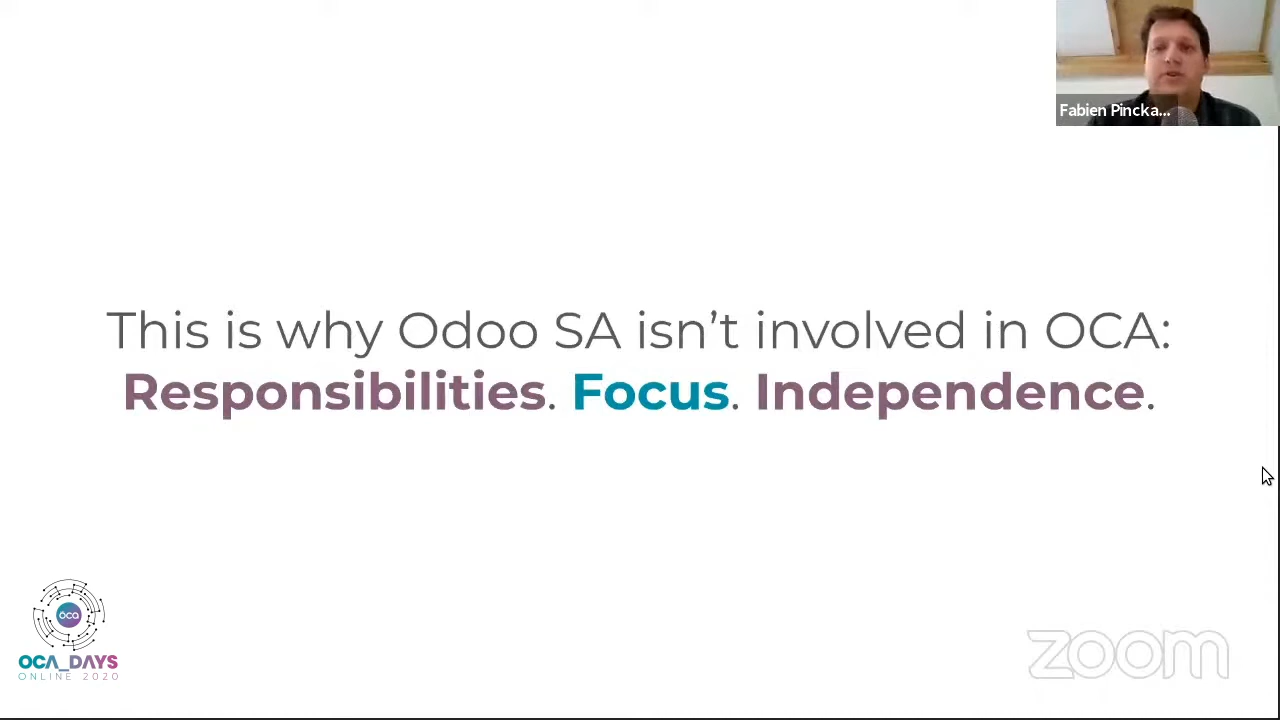 Fabien Pincka...
This is why Odoo SA isn’t involved in OCA:
Responsibilities. Focus. Independence.
oca
OCA_DAYS
ONLINE 2020
zoom